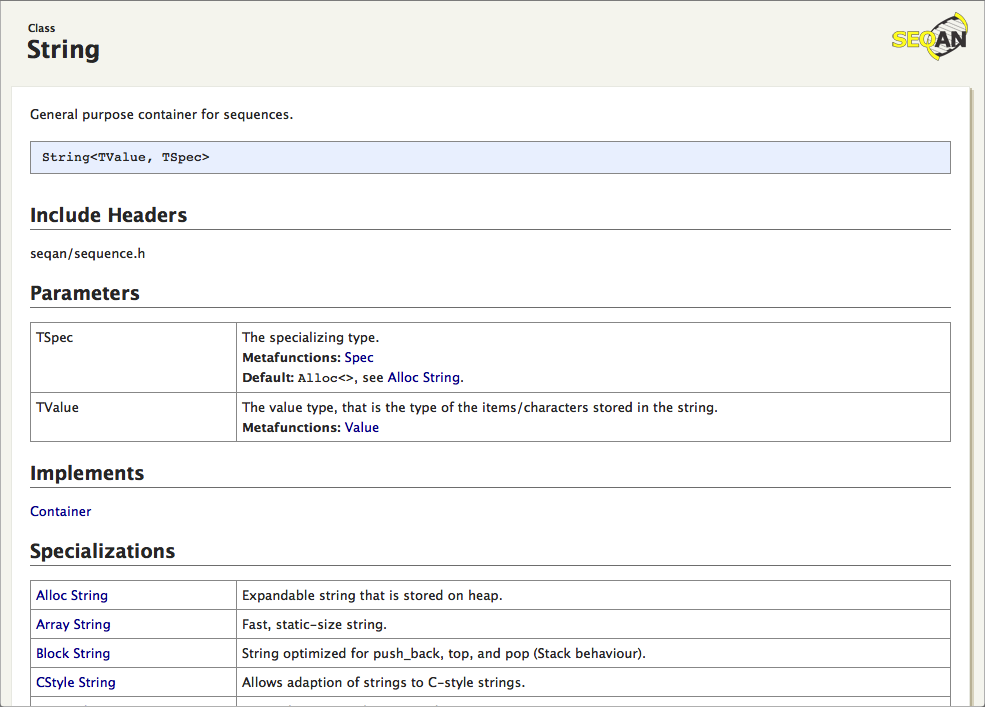 Class
String
SEQAN
General purpose container for sequences.
String<TValue, TSpec>
Include Headers
seqan/sequence.h
Parameters
TSpec
The specializing type.
Metafunctions: Spec
Default: Alloc<>, see Alloc String.
TValue
The value type, that is the type of the items/characters stored in the string.
Metafunctions: Value
Implements
Container
Specializations
Alloc String
Expandable string that is stored on heap.
Array String
Fast, static-size string.
Block String
String optimized for push_back, top, and pop (Stack behaviour).
CStyle String
Allows adaption of strings to C-style strings.